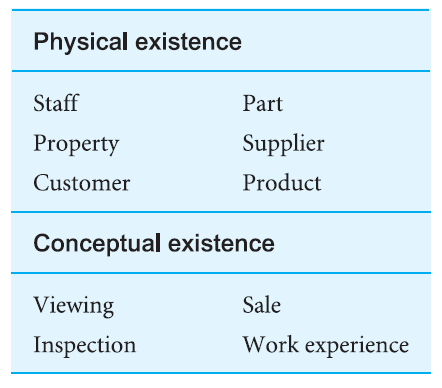 Physical existence
Staff Part
Property Supplier
Customer Product
Conceptual existence
Viewing Sale
Inspection Work experience